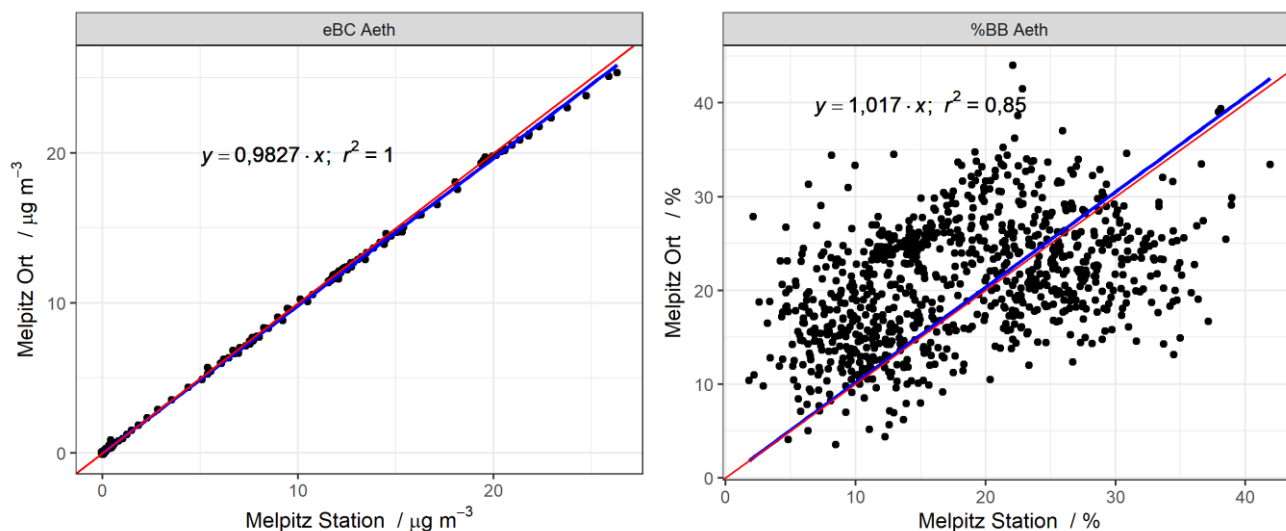 eBC Aeth
y = 0,9827 · x; r² = 1
20
10
0
Melpitz Ort / µg m⁻³
0 10 20
Melpitz Station / µg m⁻³
%BB Aeth
y = 1,017 · x; r² = 0,85
40
30
20
10
0
Melpitz Ort / %
0 10 20 30 40
Melpitz Station / %